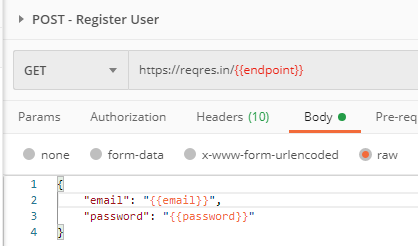 POST - Register User
GET https://reqres.in/{{endpoint}}
Params Authorization Headers (10) Body Pre-req
none form-data x-www-form-urlencoded raw
1 {
2 "email": "{{email}}",
3 "password": "{{password}}"
4 }